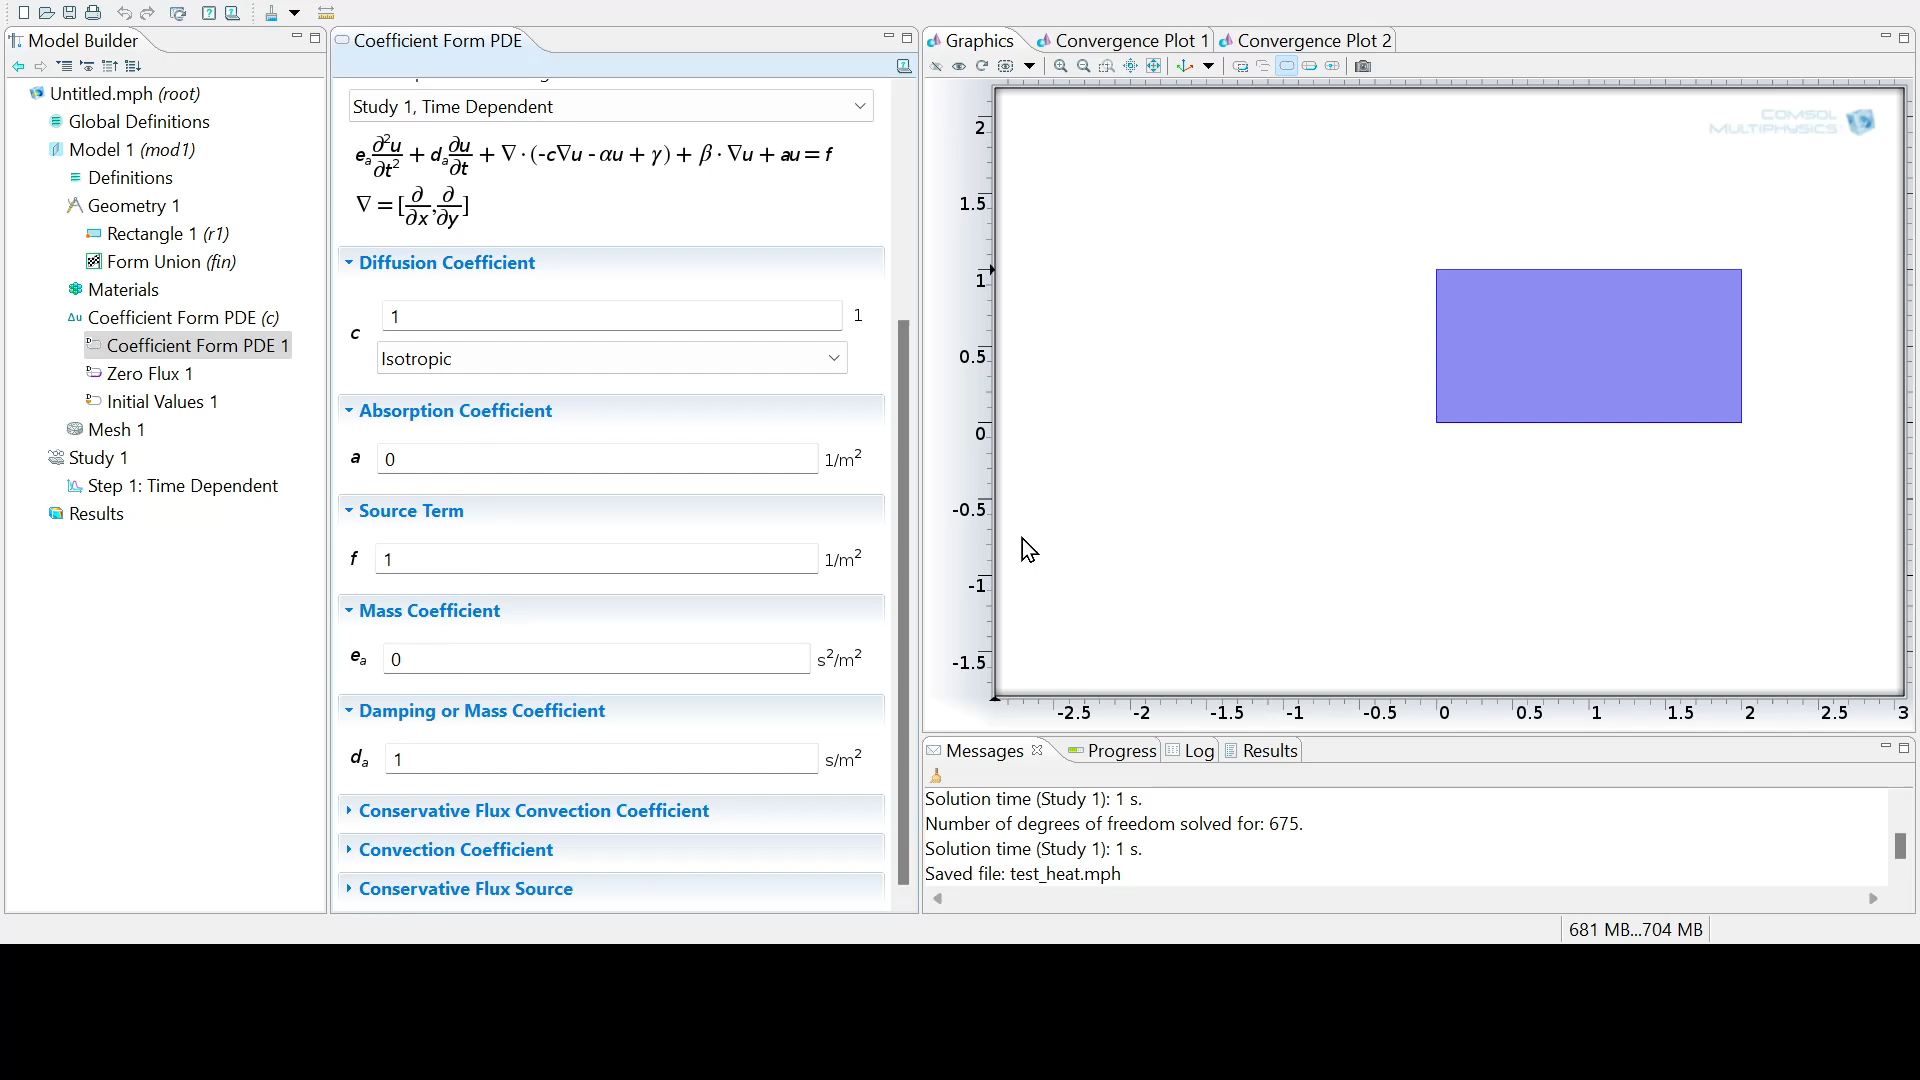 Model Builder
Untitled.mph (root)
Global Definitions
Model 1 (mod1)
Definitions
Geometry 1
Rectangle 1 (r1)
Form Union (fin)
Materials
Δu Coefficient Form PDE (c)
Coefficient Form PDE 1
Zero Flux 1
Initial Values 1
Mesh 1
Study 1
Step 1: Time Dependent
Results
Coefficient Form PDE
Study 1, Time Dependent
eₐ ∂²u/∂t² + dₐ ∂u/∂t + ∇·(-c∇u - αu + γ) + β·∇u + au = f
∇ = [∂/∂x, ∂/∂y]
Diffusion Coefficient
c 1 1
Isotropic
Absorption Coefficient
a 0 1/m²
Source Term
f 1 1/m²
Mass Coefficient
eₐ 0 s²/m²
Damping or Mass Coefficient
dₐ 1 s/m²
Conservative Flux Convection Coefficient
Convection Coefficient
Conservative Flux Source
Graphics Convergence Plot 1 Convergence Plot 2
COMSOL
MULTIPHYSICS
2
1.5
1
0.5
0
-0.5
-1
-1.5
-2.5 -2 -1.5 -1 -0.5 0 0.5 1 1.5 2 2.5 3
Messages Progress Log Results
Solution time (Study 1): 1 s.
Number of degrees of freedom solved for: 675.
Solution time (Study 1): 1 s.
Saved file: test_heat.mph
681 MB...704 MB